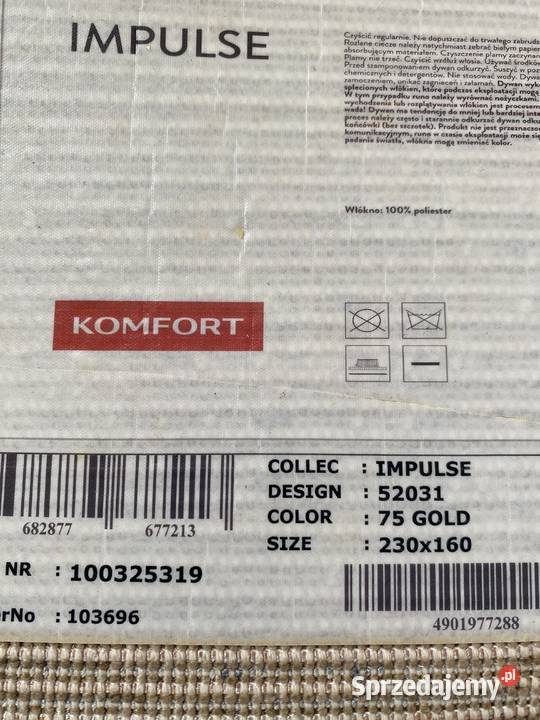 IMPULSE
Czyścić regularnie. Nie dopuszczać do trwałego zabrudz
Rozlane ciecze należy natychmiast zebrać białym papier
absorbującym materiałem. Czyszczenie plamy zaczynać
Plamy nie trzeć. Czyścić wzdłuż włosia. Używać środków
Przed szamponowaniem dywan odkurzyć. Suszyć w poz
chemicznych i detergentów. Nie stosować wody. Dywa
zamoczeniem, unikać zagnieceń i załamań. Dywan wyk
splecionych włókien, które podczas eksploatacji mogą
W tym przypadku runo należy wyrównać nożyczkami.
wychodzenia lub rozplątywania włókien jest procesem
wadą! Dywan ma tendencję do mniej lub bardziej inte
proces należy często i starannie odkurzać dywan odku
końcówki (bez szczotek). Produkt nie jest przeznaczon
komunikacyjnym, runo w czasie eksploatacji może się
padania światła, włókna mogą zmieniać kolor.
Włókno: 100% poliester
KOMFORT
682877 677213
COLLEC : IMPULSE
DESIGN : 52031
COLOR : 75 GOLD
SIZE : 230x160
NR : 100325319
rNo : 103696
4901977288
Sprzedajemy.pl